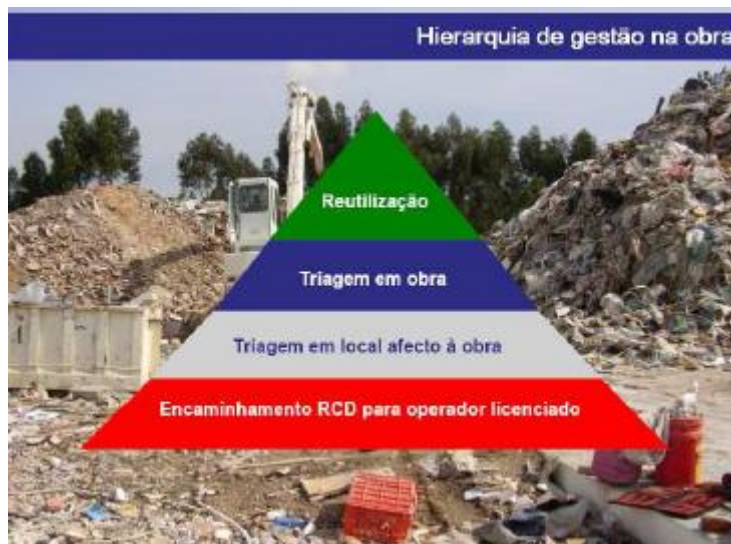 Hierarquia de gestão na obra
Reutilização
Triagem em obra
Triagem em local afecto à obra
Encaminhamento RCD para operador licenciado